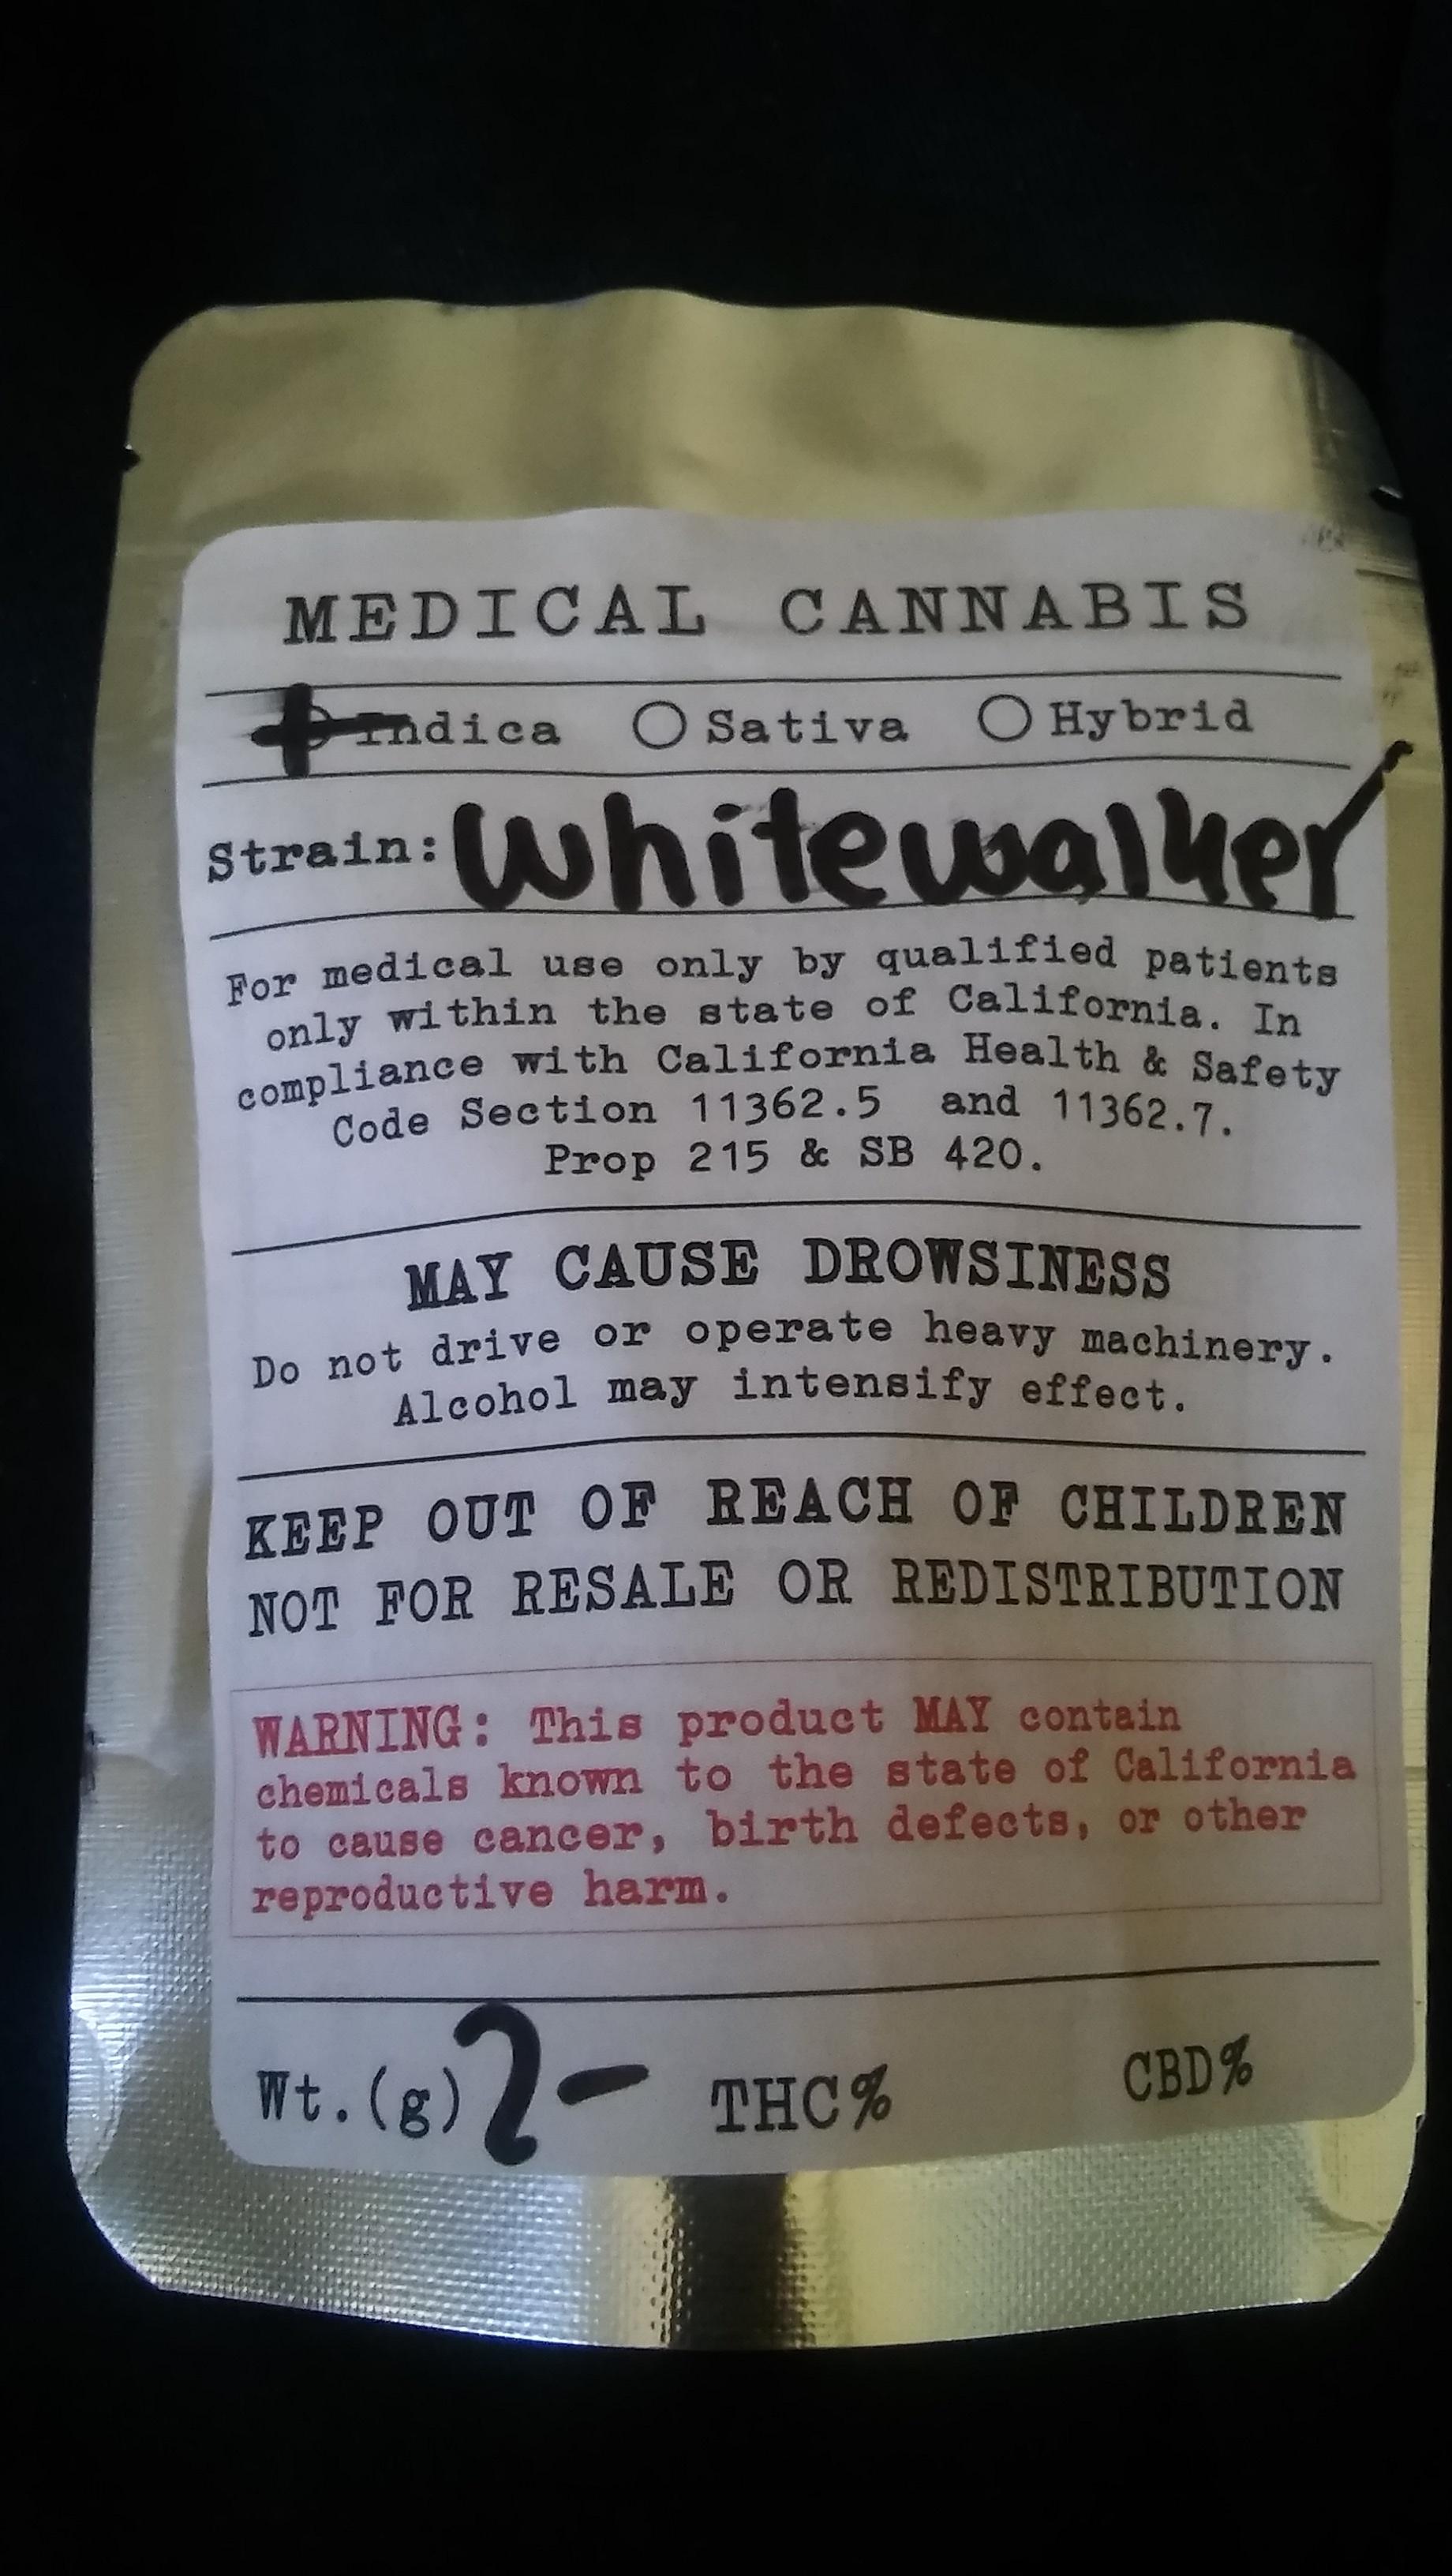 MEDICAL CANNABIS
Indica Sativa Hybrid
Strain: Whitewalker
For medical use only by qualified patients
only within the state of California. In
compliance with California Health & Safety
Code Section 11362.5 and 11362.7.
Prop 215 & SB 420.
MAY CAUSE DROWSINESS
Do not drive or operate heavy machinery.
Alcohol may intensify effect.
KEEP OUT OF REACH OF CHILDREN
NOT FOR RESALE OR REDISTRIBUTION
WARNING: This product MAY contain
chemicals known to the state of California
to cause cancer, birth defects, or other
reproductive harm.
Wt.(g) THC% CBD%